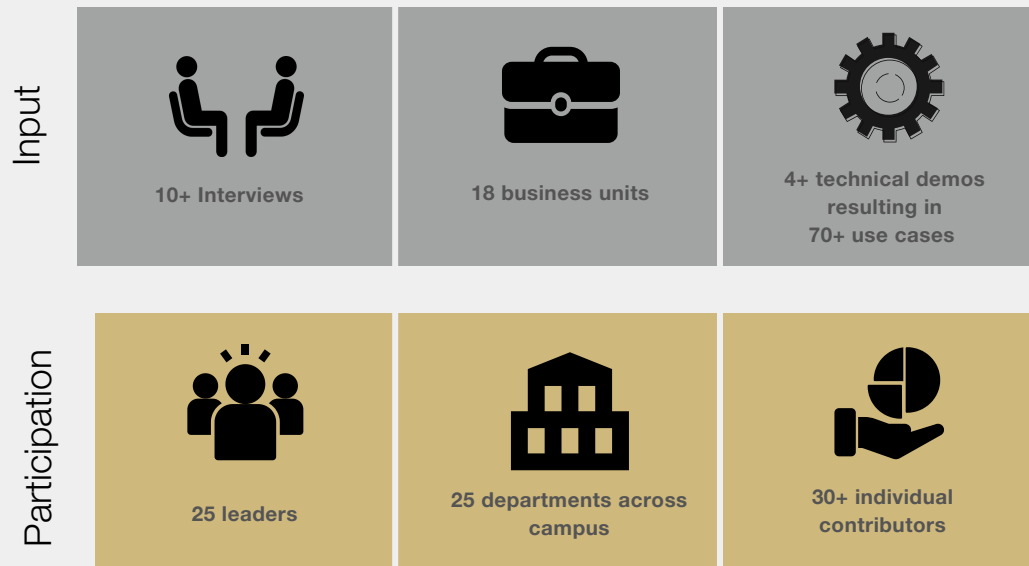 Input
10+ Interviews
18 business units
4+ technical demos
resulting in
70+ use cases
Participation
25 leaders
25 departments across
campus
30+ individual
contributors